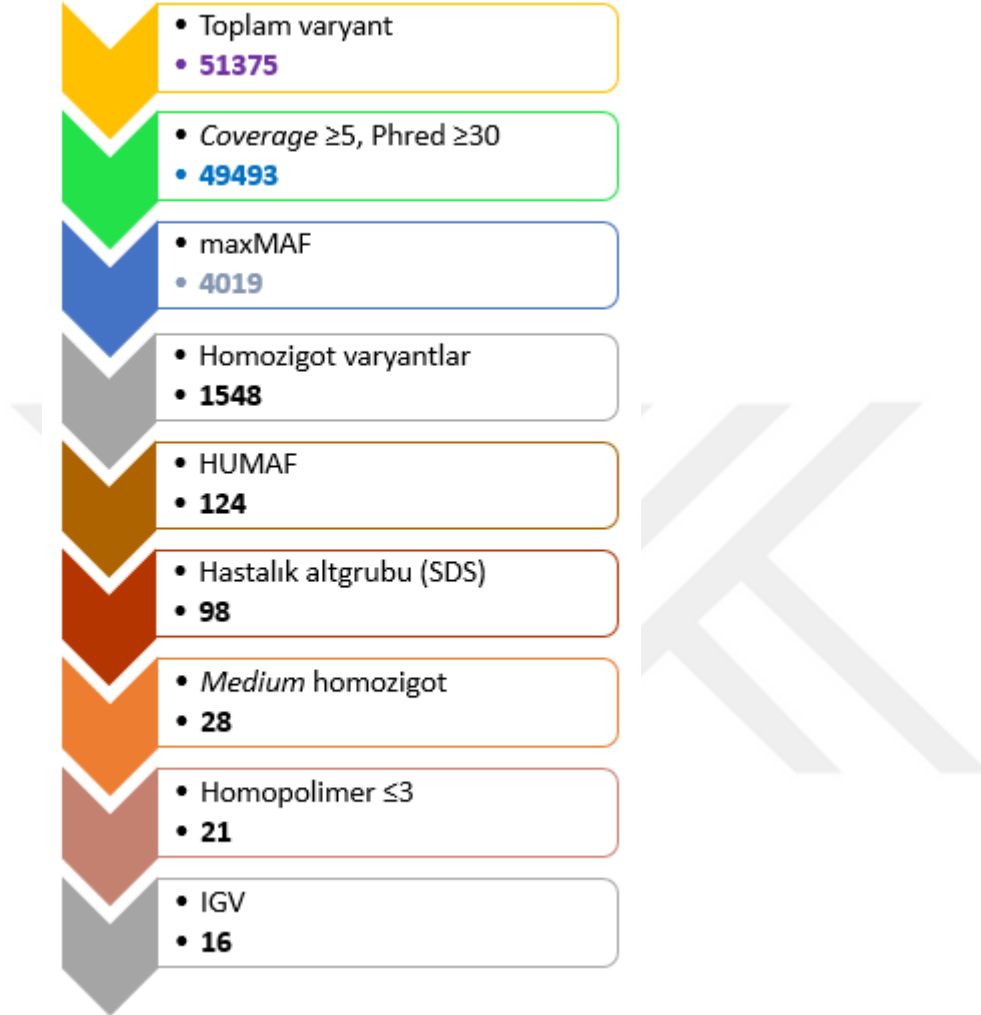 • Toplam varyant
• 51375
• Coverage ≥5, Phred ≥30
• 49493
• maxMAF
• 4019
• Homozigot varyantlar
• 1548
• HUMAF
• 124
• Hastalık altgrubu (SDS)
• 98
• Medium homozigot
• 28
• Homopolimer ≤3
• 21
• IGV
• 16